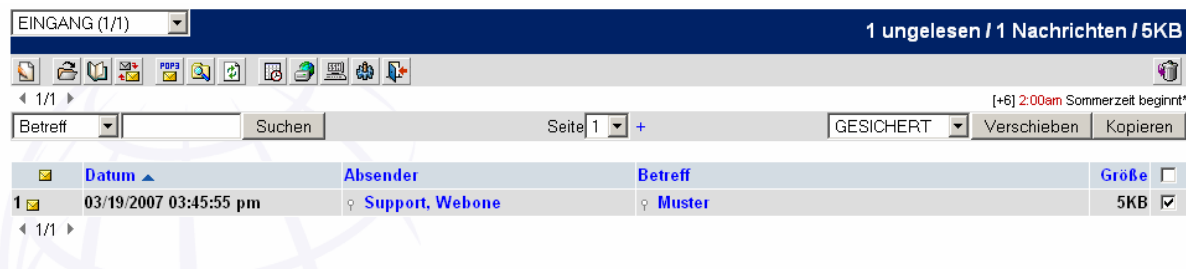 EINGANG (1/1)
1 ungelesen / 1 Nachrichten / 5KB
POP3
1/1
[+6] 2:00am Sommerzeit beginnt*
Betreff Suchen Seite 1 + GESICHERT Verschieben Kopieren
Datum Absender Betreff Größe
1 03/19/2007 03:45:55 pm Support, Webone Muster 5KB
1/1